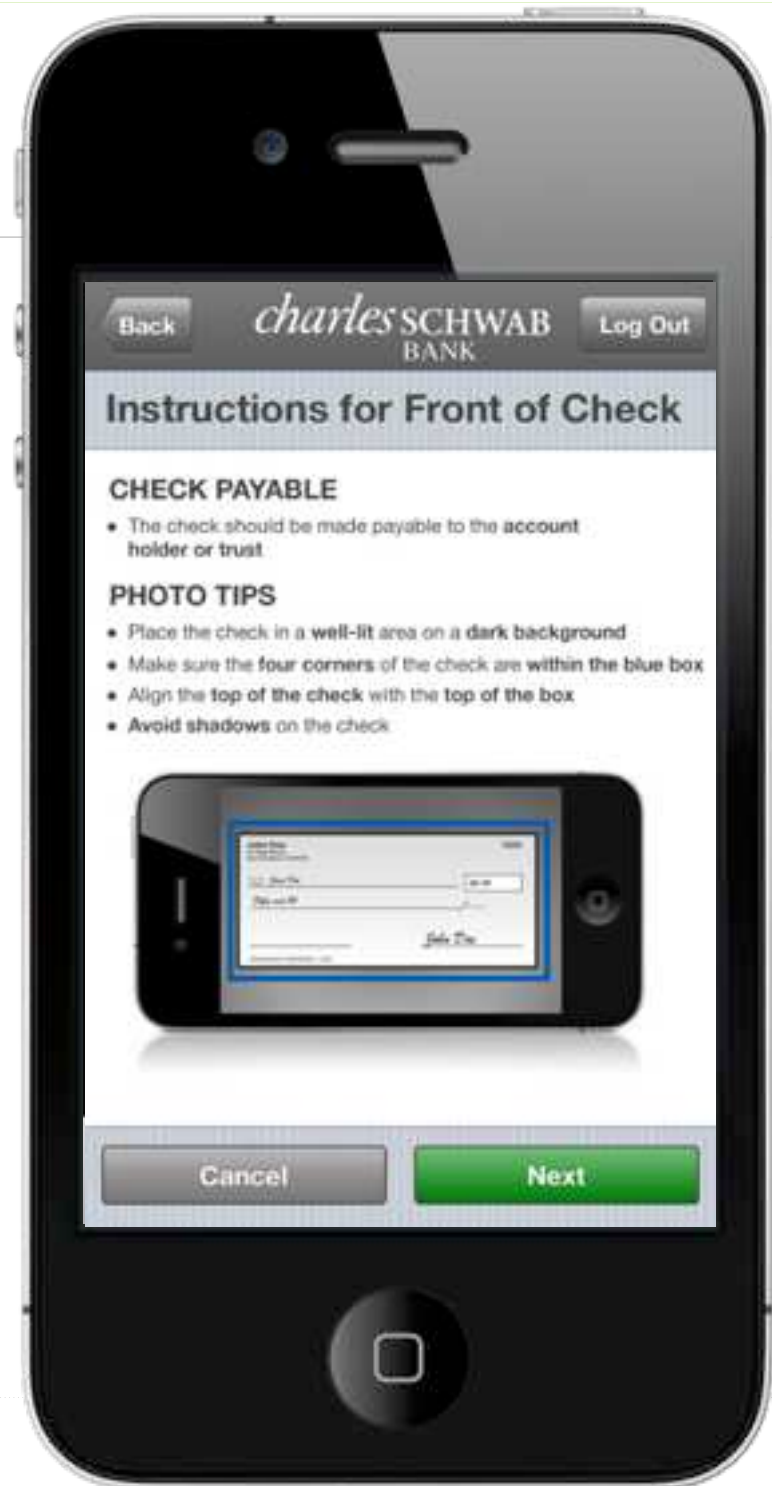 Back
charles SCHWAB
BANK
Log Out
Instructions for Front of Check
CHECK PAYABLE
• The check should be made payable to the account
holder or trust
PHOTO TIPS
• Place the check in a well-lit area on a dark background
• Make sure the four corners of the check are within the blue box
• Align the top of the check with the top of the box
• Avoid shadows on the check
John Doe
Cancel
Next